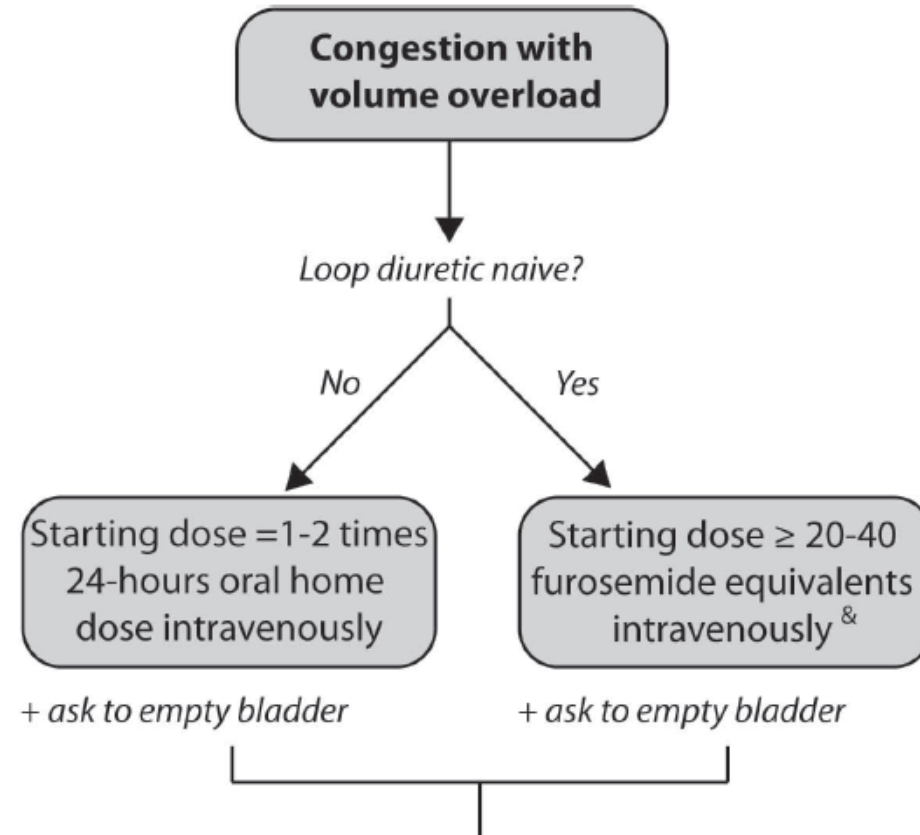 Congestion with
volume overload
Loop diuretic naive?
No
Yes
Starting dose =1-2 times
24-hours oral home
dose intravenously
Starting dose ≥ 20-40
furosemide equivalents
intravenously &
+ ask to empty bladder
+ ask to empty bladder